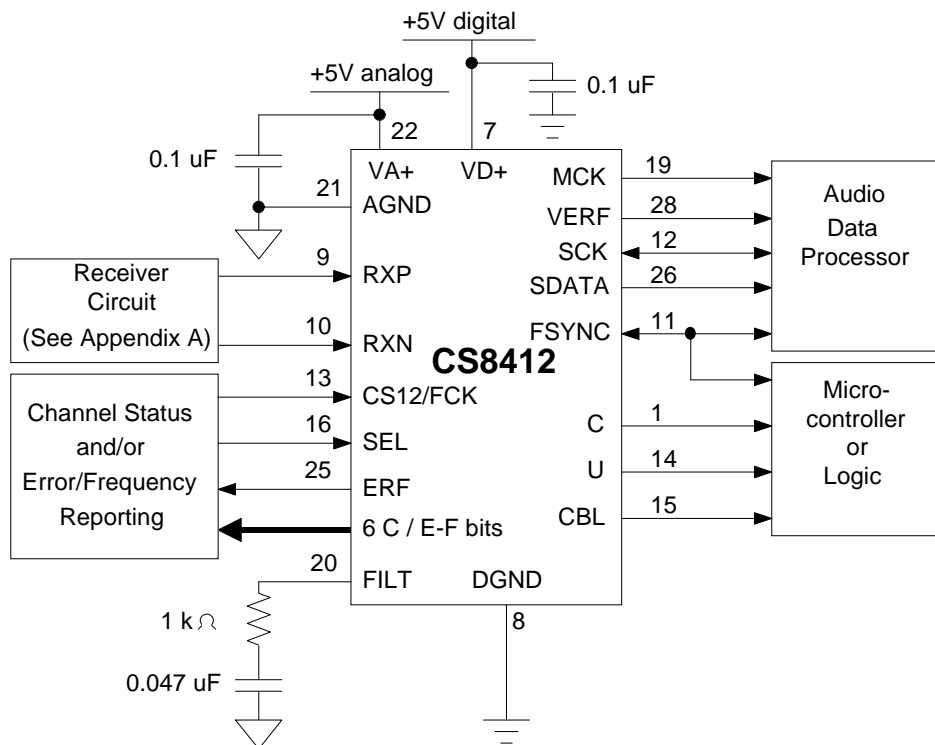 +5V digital
+5V analog
0.1 uF
22
7
0.1 uF
VA+
VD+
MCK
19
21
AGND
VERF
28
SCK
12
SDATA
26
FSYNC
11
Audio
Data
Processor
Receiver
Circuit
(See Appendix A)
9
RXP
10
RXN
CS8412
13
CS12/FCK
16
SEL
25
ERF
6 C / E-F bits
Channel Status
and/or
Error/Frequency
Reporting
C
1
U
14
CBL
15
Micro-
controller
or
Logic
20
FILT
DGND
8
1 k Ω
0.047 uF